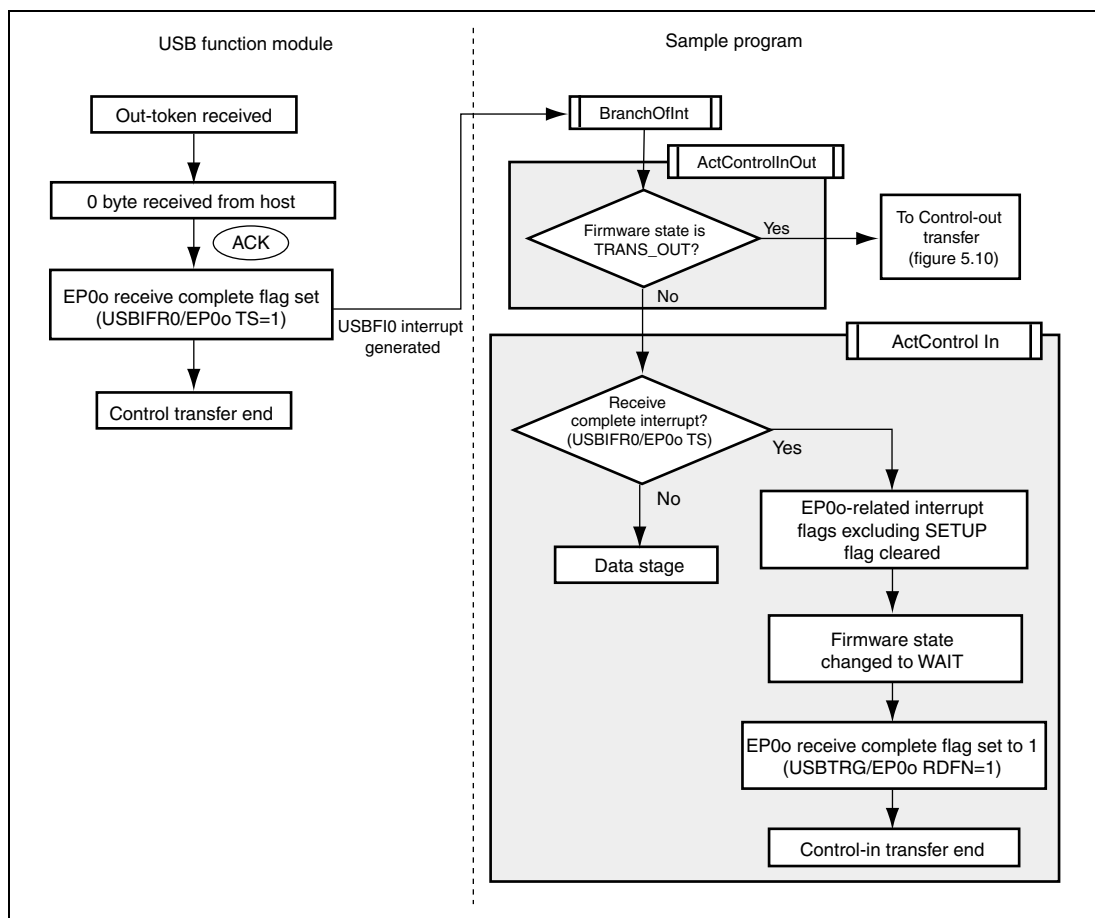 USB function module
Out-token received
0 byte received from host
ACK
EP0o receive complete flag set
(USBIFR0/EP0o TS=1)
USBFI0 interrupt
generated
Control transfer end
Sample program
BranchOfInt
ActControlInOut
Firmware state is
TRANS_OUT?
Yes
To Control-out
transfer
(figure 5.10)
No
ActControl In
Receive
complete interrupt?
(USBIFR0/EP0o TS)
Yes
No
Data stage
EP0o-related interrupt
flags excluding SETUP
flag cleared
Firmware state
changed to WAIT
EP0o receive complete flag set to 1
(USBTRG/EP0o RDFN=1)
Control-in transfer end